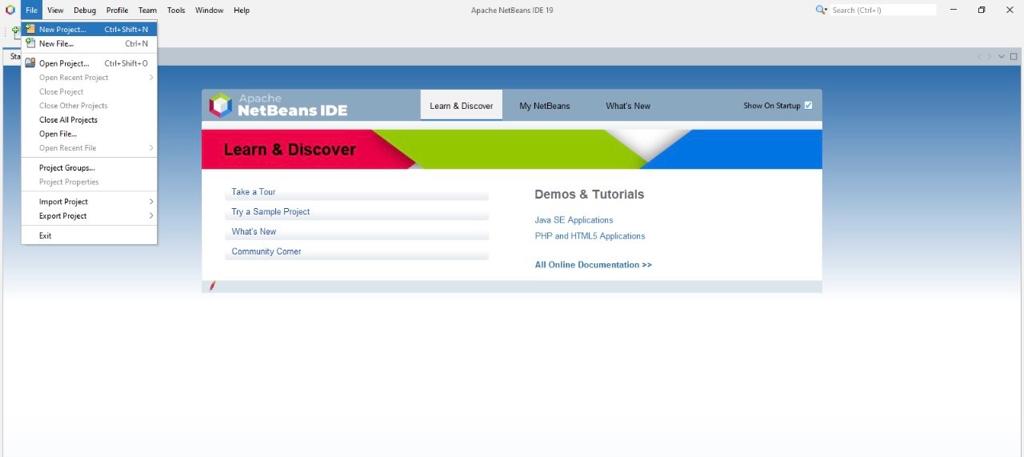 File View Debug Profile Team Tools Window Help
Apache NetBeans IDE 19
Search (Ctrl+I)
New Project... Ctrl+Shift+N
New File... Ctrl+N
Open Project... Ctrl+Shift+O
Open Recent Project
Close Project
Close Other Projects
Close All Projects
Open File...
Open Recent File
Project Groups...
Project Properties
Import Project
Export Project
Exit
Sta
Apache
NetBeans IDE
Learn & Discover My NetBeans What's New Show On Startup
Learn & Discover
Take a Tour
Try a Sample Project
What's New
Community Corner
Demos & Tutorials
Java SE Applications
PHP and HTML5 Applications
All Online Documentation >>